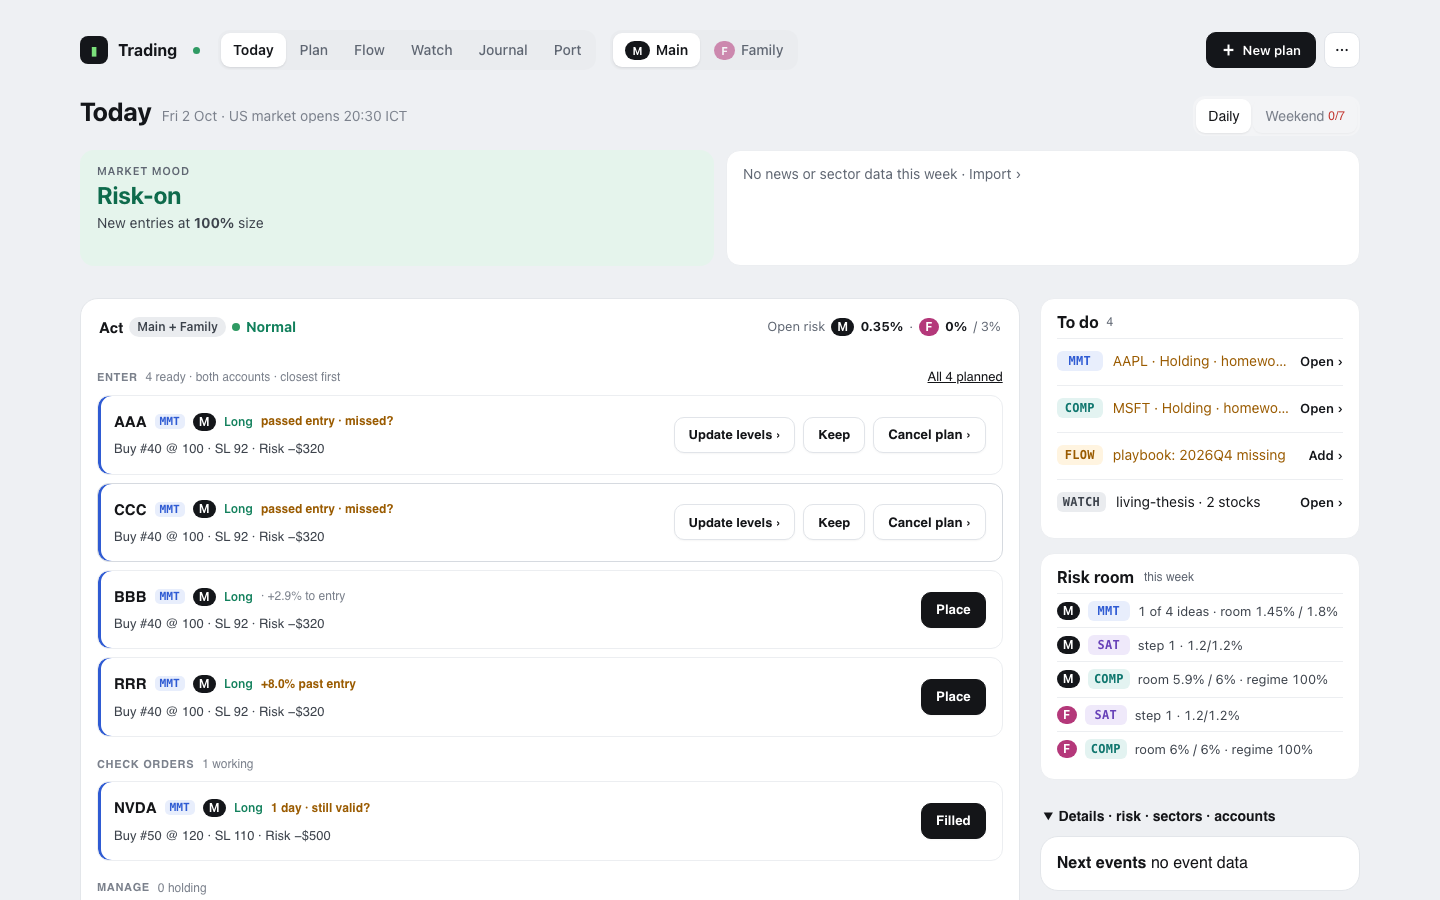 Trading
Today Plan Flow Watch Journal Port
M Main F Family
+ New plan ···
Today Fri 2 Oct · US market opens 20:30 ICT
Daily Weekend 0/7
MARKET MOOD
Risk-on
New entries at 100% size
No news or sector data this week · Import ›
Act Main + Family Normal
Open risk M 0.35% · F 0% / 3%
ENTER 4 ready · both accounts · closest first
All 4 planned
AAA MMT M Long passed entry · missed?
Buy #40 @ 100 · SL 92 · Risk −$320
Update levels › Keep Cancel plan ›
CCC MMT M Long passed entry · missed?
Buy #40 @ 100 · SL 92 · Risk −$320
Update levels › Keep Cancel plan ›
BBB MMT M Long · +2.9% to entry
Buy #40 @ 100 · SL 92 · Risk −$320
Place
RRR MMT M Long +8.0% past entry
Buy #40 @ 100 · SL 92 · Risk −$320
Place
CHECK ORDERS 1 working
NVDA MMT M Long 1 day · still valid?
Buy #50 @ 120 · SL 110 · Risk −$500
Filled
MANAGE 0 holding
To do 4
MMT AAPL · Holding · homewo... Open ›
COMP MSFT · Holding · homewo... Open ›
FLOW playbook: 2026Q4 missing Add ›
WATCH living-thesis · 2 stocks Open ›
Risk room this week
M MMT 1 of 4 ideas · room 1.45% / 1.8%
M SAT step 1 · 1.2/1.2%
M COMP room 5.9% / 6% · regime 100%
F SAT step 1 · 1.2/1.2%
F COMP room 6% / 6% · regime 100%
▼ Details · risk · sectors · accounts
Next events no event data